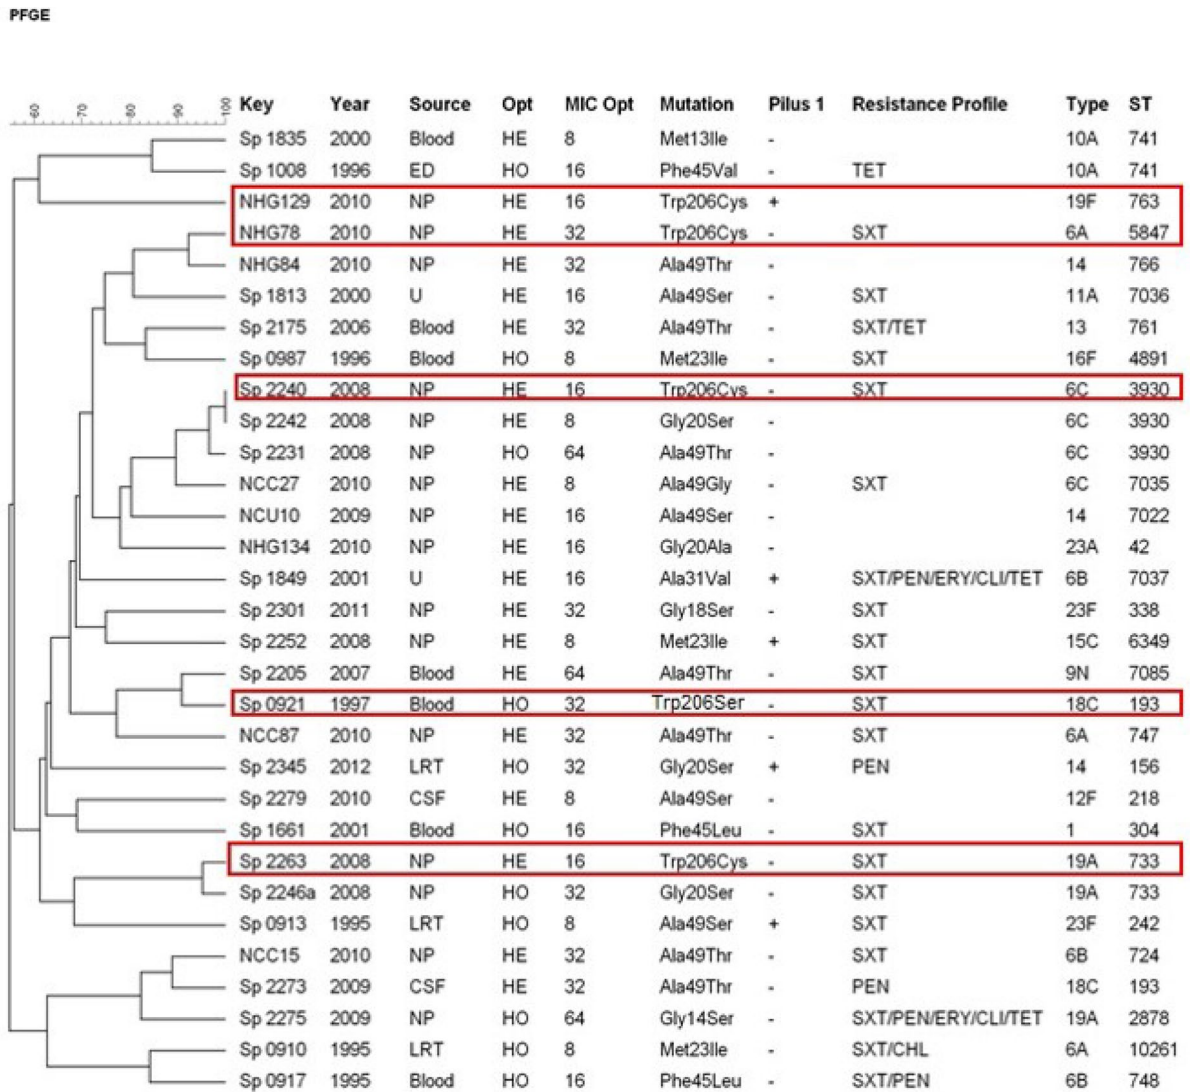 PFGE
60 70 80 90 100
Key Year Source Opt MIC Opt Mutation Pilus 1 Resistance Profile Type ST
Sp 1835 2000 Blood HE 8 Met13Ile - 10A 741
Sp 1008 1996 ED HO 16 Phe45Val - TET 10A 741
NHG129 2010 NP HE 16 Trp206Cys + 19F 763
NHG78 2010 NP HE 32 Trp206Cys - SXT 6A 5847
NHG84 2010 NP HE 32 Ala49Thr - 14 766
Sp 1813 2000 U HE 16 Ala49Ser - SXT 11A 7036
Sp 2175 2006 Blood HE 32 Ala49Thr - SXT/TET 13 761
Sp 0987 1996 Blood HO 8 Met23Ile - SXT 16F 4891
Sp 2240 2008 NP HE 16 Trp206Cys - SXT 6C 3930
Sp 2242 2008 NP HE 8 Gly20Ser - 6C 3930
Sp 2231 2008 NP HO 64 Ala49Thr - 6C 3930
NCC27 2010 NP HE 8 Ala49Gly - SXT 6C 7035
NCU10 2009 NP HE 16 Ala49Ser - 14 7022
NHG134 2010 NP HE 16 Gly20Ala - 23A 42
Sp 1849 2001 U HE 16 Ala31Val + SXT/PEN/ERY/CLI/TET 6B 7037
Sp 2301 2011 NP HE 32 Gly18Ser - SXT 23F 338
Sp 2252 2008 NP HE 8 Met23Ile + SXT 15C 6349
Sp 2205 2007 Blood HE 64 Ala49Thr - SXT 9N 7085
Sp 0921 1997 Blood HO 32 Trp206Ser - SXT 18C 193
NCC87 2010 NP HE 32 Ala49Thr - SXT 6A 747
Sp 2345 2012 LRT HO 32 Gly20Ser + PEN 14 156
Sp 2279 2010 CSF HE 8 Ala49Ser - 12F 218
Sp 1661 2001 Blood HO 16 Phe45Leu - SXT 1 304
Sp 2263 2008 NP HE 16 Trp206Cys - SXT 19A 733
Sp 2246a 2008 NP HO 32 Gly20Ser - SXT 19A 733
Sp 0913 1995 LRT HO 8 Ala49Ser + SXT 23F 242
NCC15 2010 NP HE 32 Ala49Thr - SXT 6B 724
Sp 2273 2009 CSF HE 32 Ala49Thr - PEN 18C 193
Sp 2275 2009 NP HO 64 Gly14Ser - SXT/PEN/ERY/CLI/TET 19A 2878
Sp 0910 1995 LRT HO 8 Met23Ile - SXT/CHL 6A 10261
Sp 0917 1995 Blood HO 16 Phe45Leu - SXT/PEN 6B 748